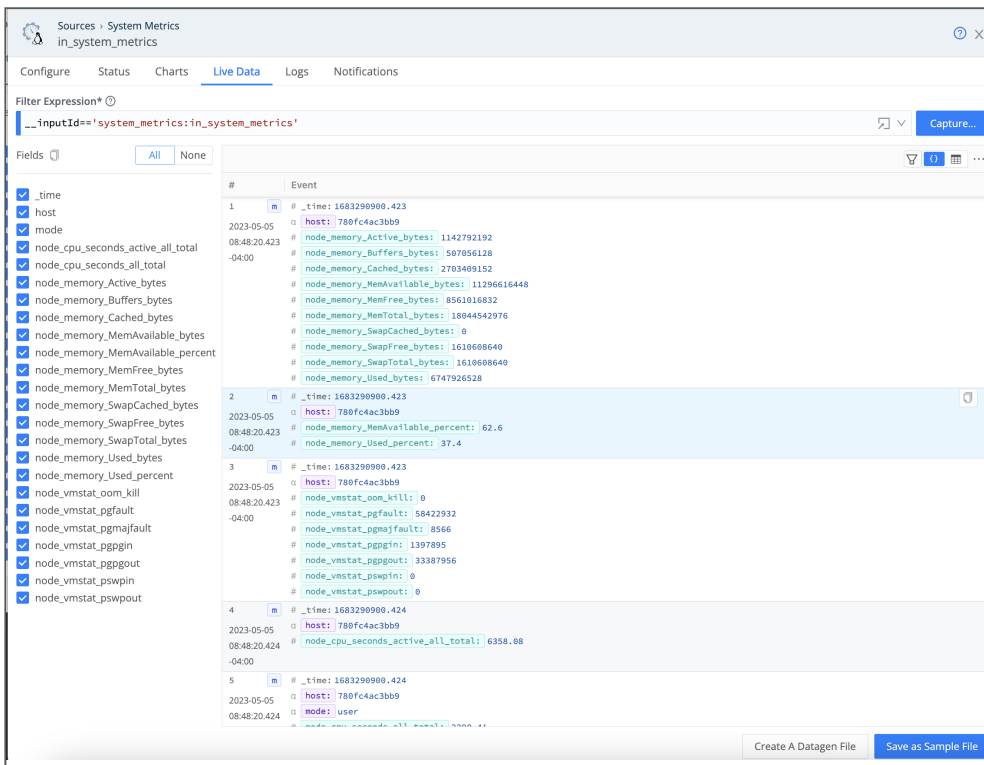 Sources › System Metrics
in_system_metrics
Configure Status Charts Live Data Logs Notifications
Filter Expression*
__inputId=='system_metrics:in_system_metrics'
Capture...
Fields
All None
_time
host
mode
node_cpu_seconds_active_all_total
node_cpu_seconds_all_total
node_memory_Active_bytes
node_memory_Buffers_bytes
node_memory_Cached_bytes
node_memory_MemAvailable_bytes
node_memory_MemAvailable_percent
node_memory_MemFree_bytes
node_memory_MemTotal_bytes
node_memory_SwapCached_bytes
node_memory_SwapFree_bytes
node_memory_SwapTotal_bytes
node_memory_Used_bytes
node_memory_Used_percent
node_vmstat_oom_kill
node_vmstat_pgfault
node_vmstat_pgmajfault
node_vmstat_pgpgin
node_vmstat_pgpgout
node_vmstat_pswpin
node_vmstat_pswpout
# Event
1 m
2023-05-05
08:48:20.423
-04:00
# _time: 1683290900.423
α host: 780fc4ac3bb9
# node_memory_Active_bytes: 1142792192
# node_memory_Buffers_bytes: 507056128
# node_memory_Cached_bytes: 2703409152
# node_memory_MemAvailable_bytes: 11296616448
# node_memory_MemFree_bytes: 8561016832
# node_memory_MemTotal_bytes: 18044542976
# node_memory_SwapCached_bytes: 0
# node_memory_SwapFree_bytes: 1610608640
# node_memory_SwapTotal_bytes: 1610608640
# node_memory_Used_bytes: 6747926528
2 m
2023-05-05
08:48:20.423
-04:00
# _time: 1683290900.423
α host: 780fc4ac3bb9
# node_memory_MemAvailable_percent: 62.6
# node_memory_Used_percent: 37.4
3 m
2023-05-05
08:48:20.423
-04:00
# _time: 1683290900.423
α host: 780fc4ac3bb9
# node_vmstat_oom_kill: 0
# node_vmstat_pgfault: 58422932
# node_vmstat_pgmajfault: 8566
# node_vmstat_pgpgin: 1397895
# node_vmstat_pgpgout: 33387956
# node_vmstat_pswpin: 0
# node_vmstat_pswpout: 0
4 m
2023-05-05
08:48:20.424
-04:00
# _time: 1683290900.424
α host: 780fc4ac3bb9
# node_cpu_seconds_active_all_total: 6358.08
5 m
2023-05-05
08:48:20.424
# _time: 1683290900.424
α host: 780fc4ac3bb9
α mode: user
Create A Datagen File
Save as Sample File